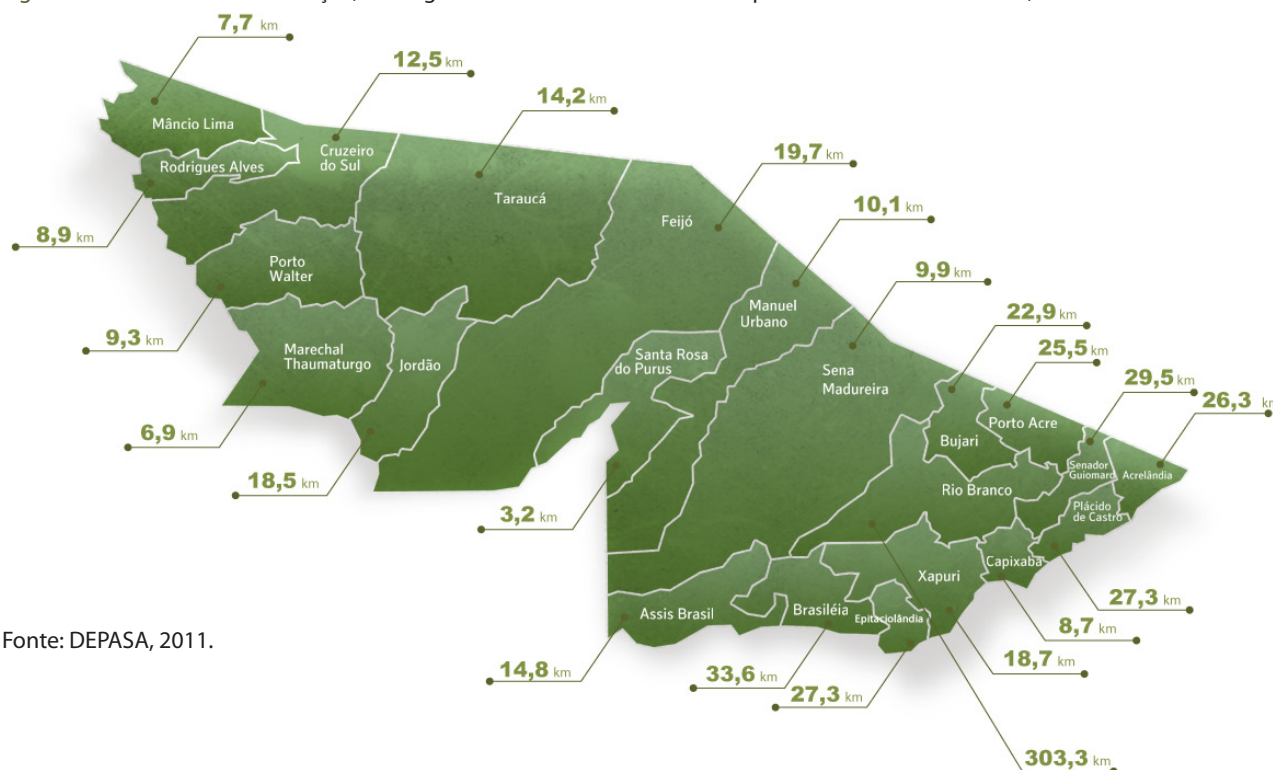 7,7 km
12,5 km
14,2 km
19,7 km
10,1 km
9,9 km
22,9 km
25,5 km
29,5 km
26,3 km
Mâncio Lima
Rodrigues Alves
Cruzeiro
do Sul
Taraucá
Feijó
8,9 km
Porto
Walter
Manuel
Urbano
9,3 km
Marechal
Thaumaturgo
Jordão
Santa Rosa
do Purus
Sena
Madureira
Bujari
Porto Acre
Senador
Guiomard
Acrelândia
Rio Branco
Plácido
de Castro
6,9 km
18,5 km
3,2 km
Xapuri
Capixaba
Assis Brasil
Brasiléia
Epitaciolândia
27,3 km
8,7 km
18,7 km
14,8 km
33,6 km
27,3 km
303,3 km
Fonte: DEPASA, 2011.